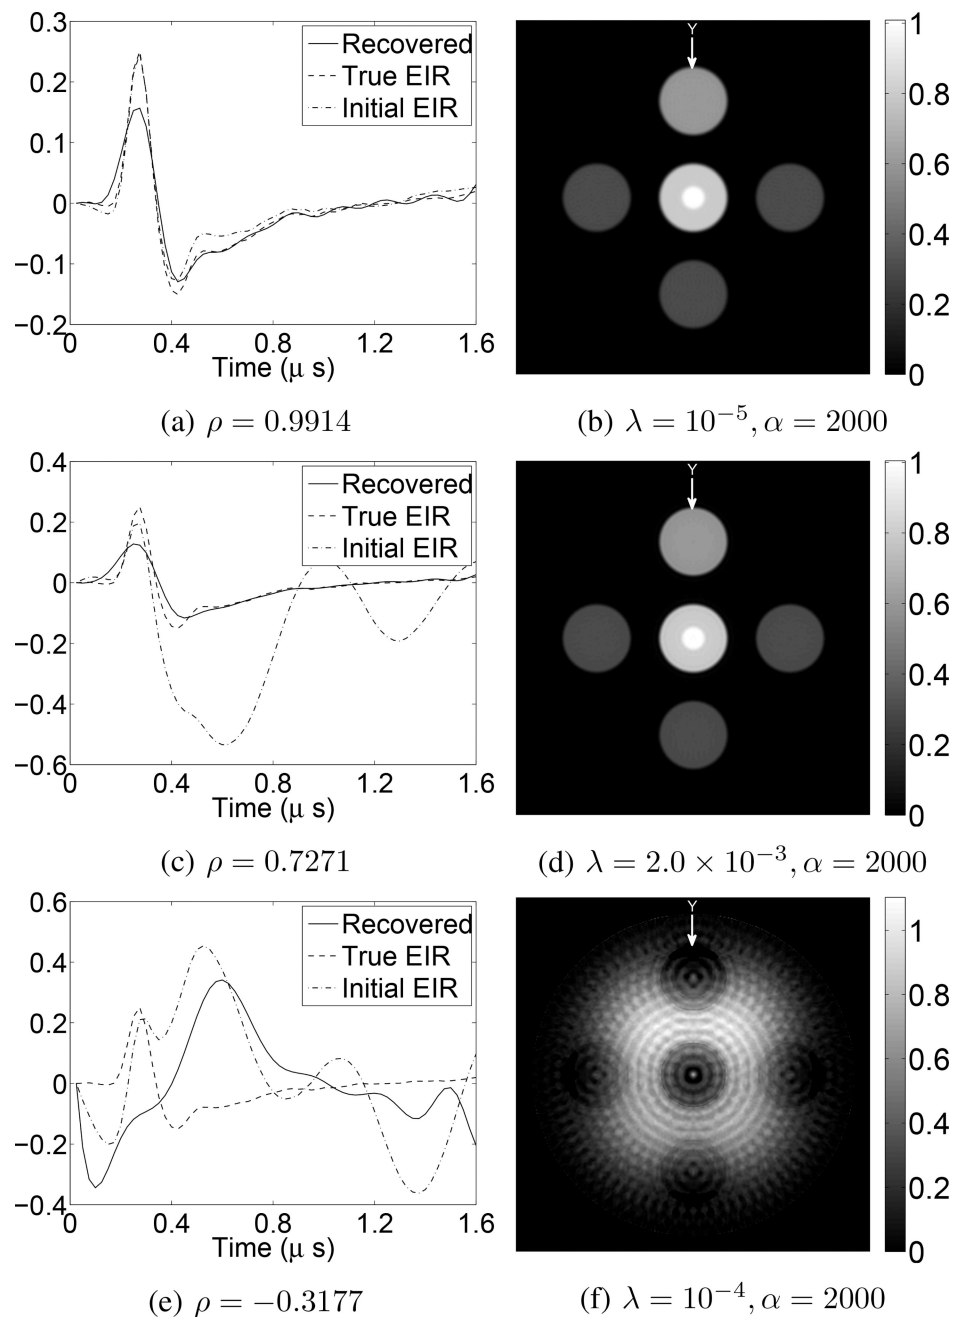 0.3
0.2
0.1
0
−0.1
−0.2
0 0.4 0.8 1.2 1.6
Time (μ s)
Recovered
True EIR
Initial EIR
(a) ρ = 0.9914
Y
1
0.8
0.6
0.4
0.2
0
(b) λ = 10⁻⁵, α = 2000
0.4
0.2
0
−0.2
−0.4
−0.6
0 0.4 0.8 1.2 1.6
Time (μ s)
Recovered
True EIR
Initial EIR
(c) ρ = 0.7271
Y
1
0.8
0.6
0.4
0.2
0
(d) λ = 2.0 × 10⁻³, α = 2000
0.6
0.4
0.2
0
−0.2
−0.4
0 0.4 0.8 1.2 1.6
Time (μ s)
Recovered
True EIR
Initial EIR
(e) ρ = −0.3177
Y
1
0.8
0.6
0.4
0.2
0
(f) λ = 10⁻⁴, α = 2000